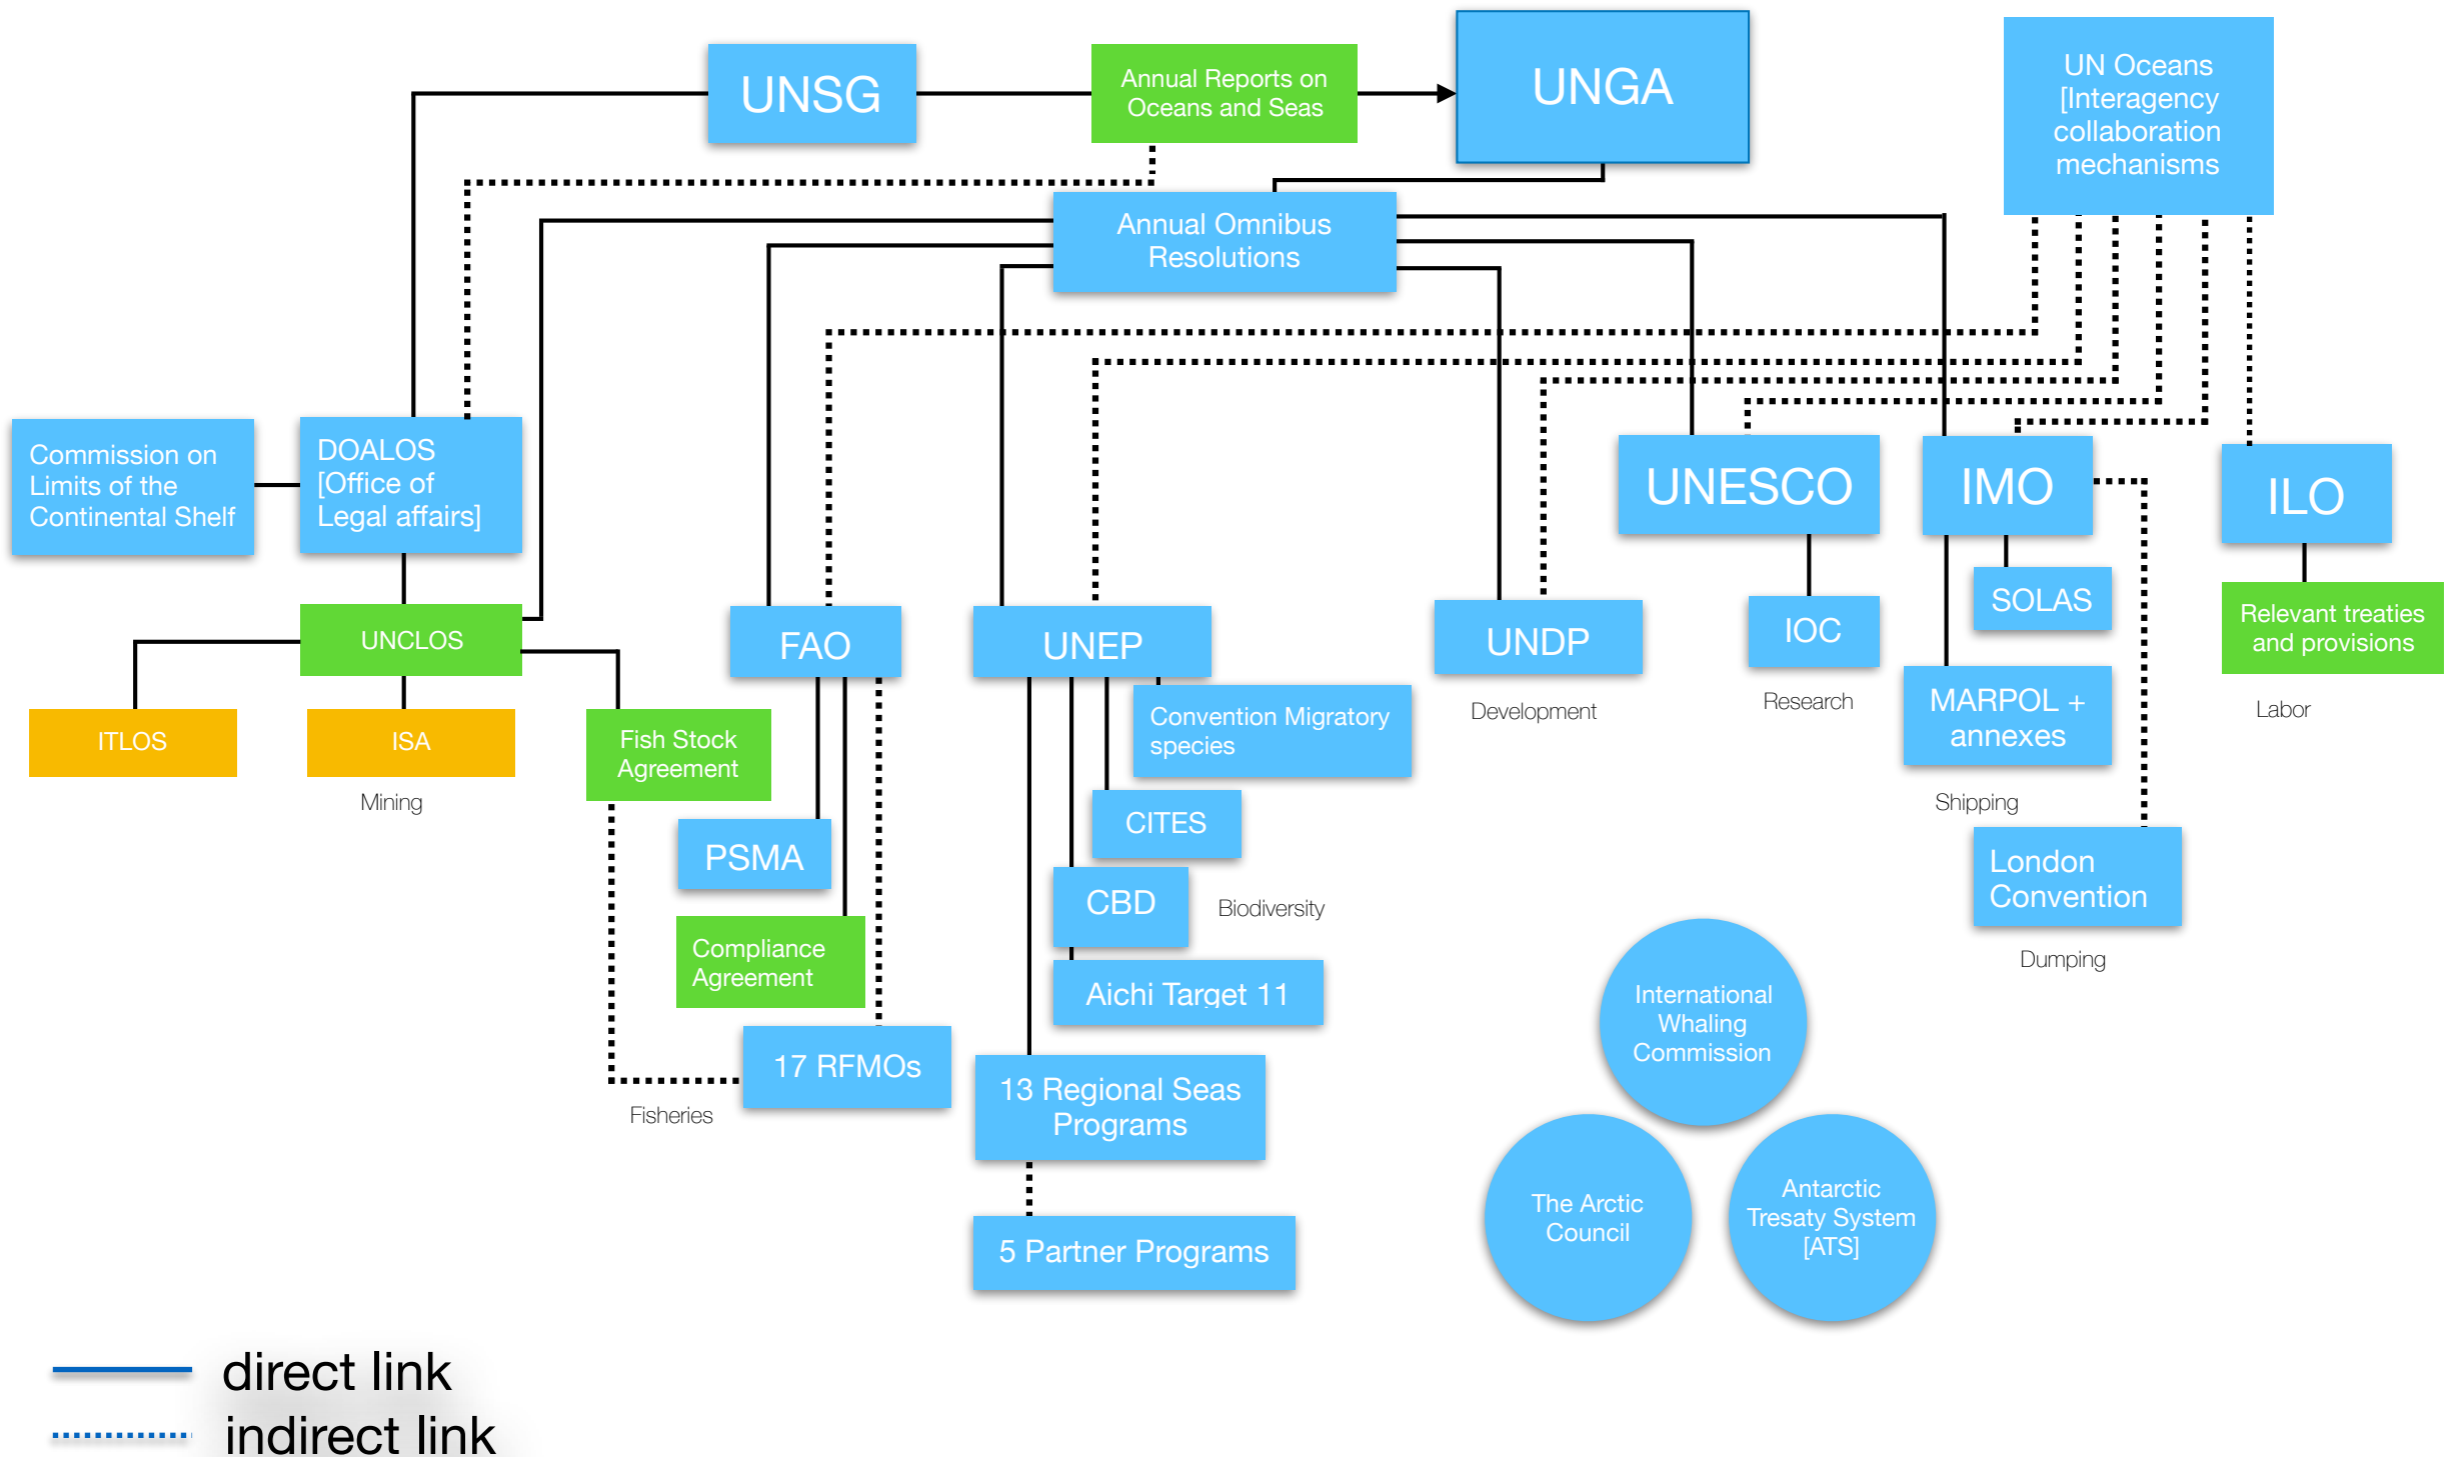 UNSG
Annual Reports on
Oceans and Seas
UNGA
UN Oceans
[Interagency
collaboration
mechanisms
Annual Omnibus
Resolutions
Commission on
Limits of the
Continental Shelf
DOALOS
[Office of
Legal affairs]
UNESCO
IMO
ILO
SOLAS
IOC
Relevant treaties
and provisions
UNCLOS
FAO
UNEP
UNDP
Research
MARPOL +
annexes
Labor
Convention Migratory
species
Development
ITLOS
ISA
Fish Stock
Agreement
Mining
Shipping
CITES
PSMA
London
Convention
CBD
Biodiversity
Compliance
Agreement
Dumping
Aichi Target 11
International
Whaling
Commission
17 RFMOs
13 Regional Seas
Programs
Fisheries
The Arctic
Council
Antarctic
Tresaty System
[ATS]
5 Partner Programs
direct link
indirect link